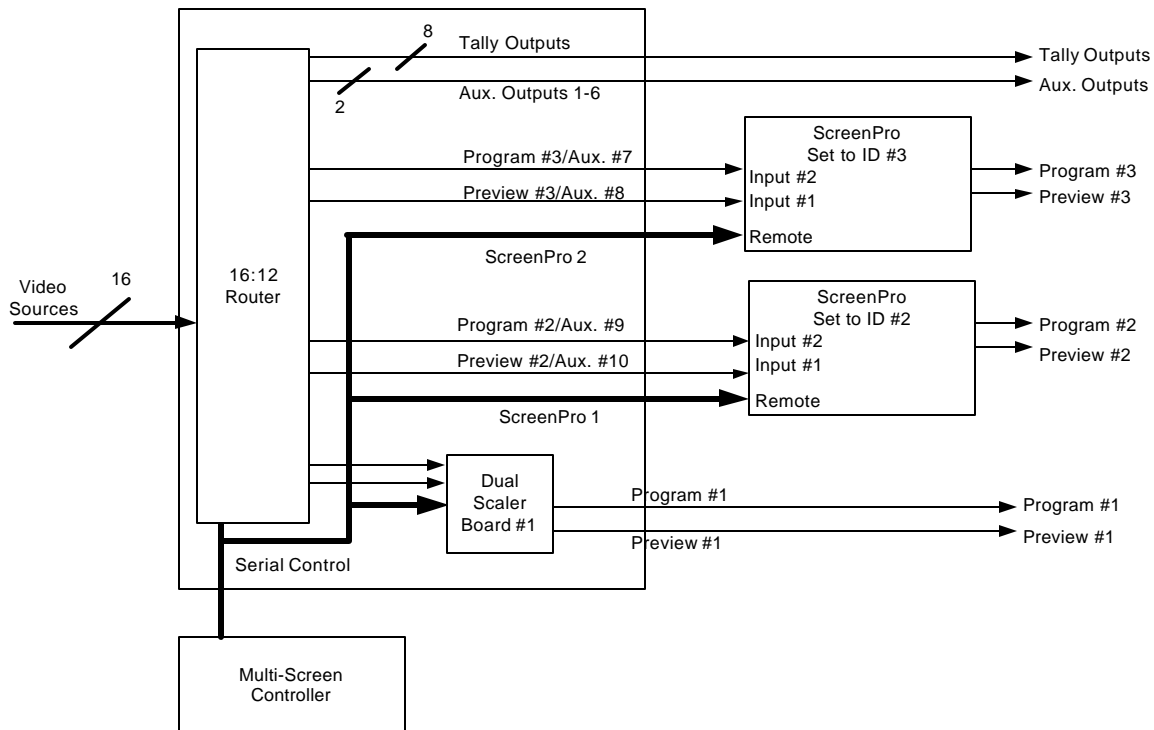 8
Tally Outputs
Tally Outputs
2
Aux. Outputs 1-6
Aux. Outputs
ScreenPro
Set to ID #3
Program #3/Aux. #7
Input #2
Program #3
Preview #3/Aux. #8
Input #1
Preview #3
Remote
ScreenPro 2
16:12
Router
16
Video
Sources
ScreenPro
Set to ID #2
Program #2/Aux. #9
Input #2
Program #2
Preview #2/Aux. #10
Input #1
Preview #2
Remote
ScreenPro 1
Dual
Scaler
Board #1
Program #1
Program #1
Preview #1
Preview #1
Serial Control
Multi-Screen
Controller